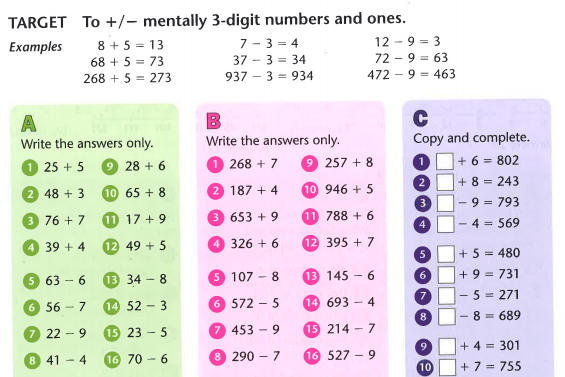 TARGET To +/− mentally 3-digit numbers and ones.
Examples 8 + 5 = 13 7 − 3 = 4 12 − 9 = 3
68 + 5 = 73 37 − 3 = 34 72 − 9 = 63
268 + 5 = 273 937 − 3 = 934 472 − 9 = 463
A
Write the answers only.
1 25 + 5 9 28 + 6
2 48 + 3 10 65 + 8
3 76 + 7 11 17 + 9
4 39 + 4 12 49 + 5
5 63 − 6 13 34 − 8
6 56 − 7 14 52 − 3
7 22 − 9 15 23 − 5
8 41 − 4 16 70 − 6
B
Write the answers only.
1 268 + 7 9 257 + 8
2 187 + 4 10 946 + 5
3 653 + 9 11 788 + 6
4 326 + 6 12 395 + 7
5 107 − 8 13 145 − 6
6 572 − 5 14 693 − 4
7 453 − 9 15 214 − 7
8 290 − 7 16 527 − 9
C
Copy and complete.
1 □ + 6 = 802
2 □ + 8 = 243
3 □ − 9 = 793
4 □ − 4 = 569
5 □ + 5 = 480
6 □ + 9 = 731
7 □ − 5 = 271
8 □ − 8 = 689
9 □ + 4 = 301
10 □ + 7 = 755